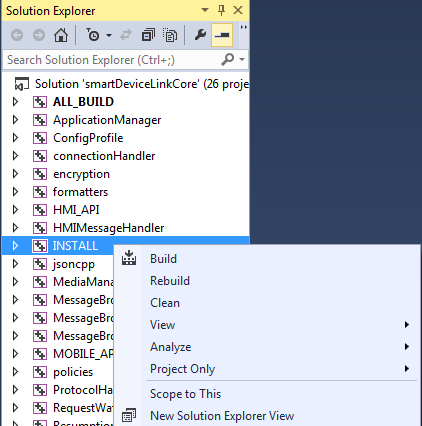 Solution Explorer
Search Solution Explorer (Ctrl+;)
Solution 'smartDeviceLinkCore' (26 proje
ALL_BUILD
ApplicationManager
ConfigProfile
connectionHandler
encryption
formatters
HMI_API
HMIMessageHandler
INSTALL
jsoncpp
MediaMana
MessageBro
MessageBro
MessageBro
MOBILE_AP
policies
ProtocolHa
RequestWat
Resumption
Build
Rebuild
Clean
View
Analyze
Project Only
Scope to This
New Solution Explorer View